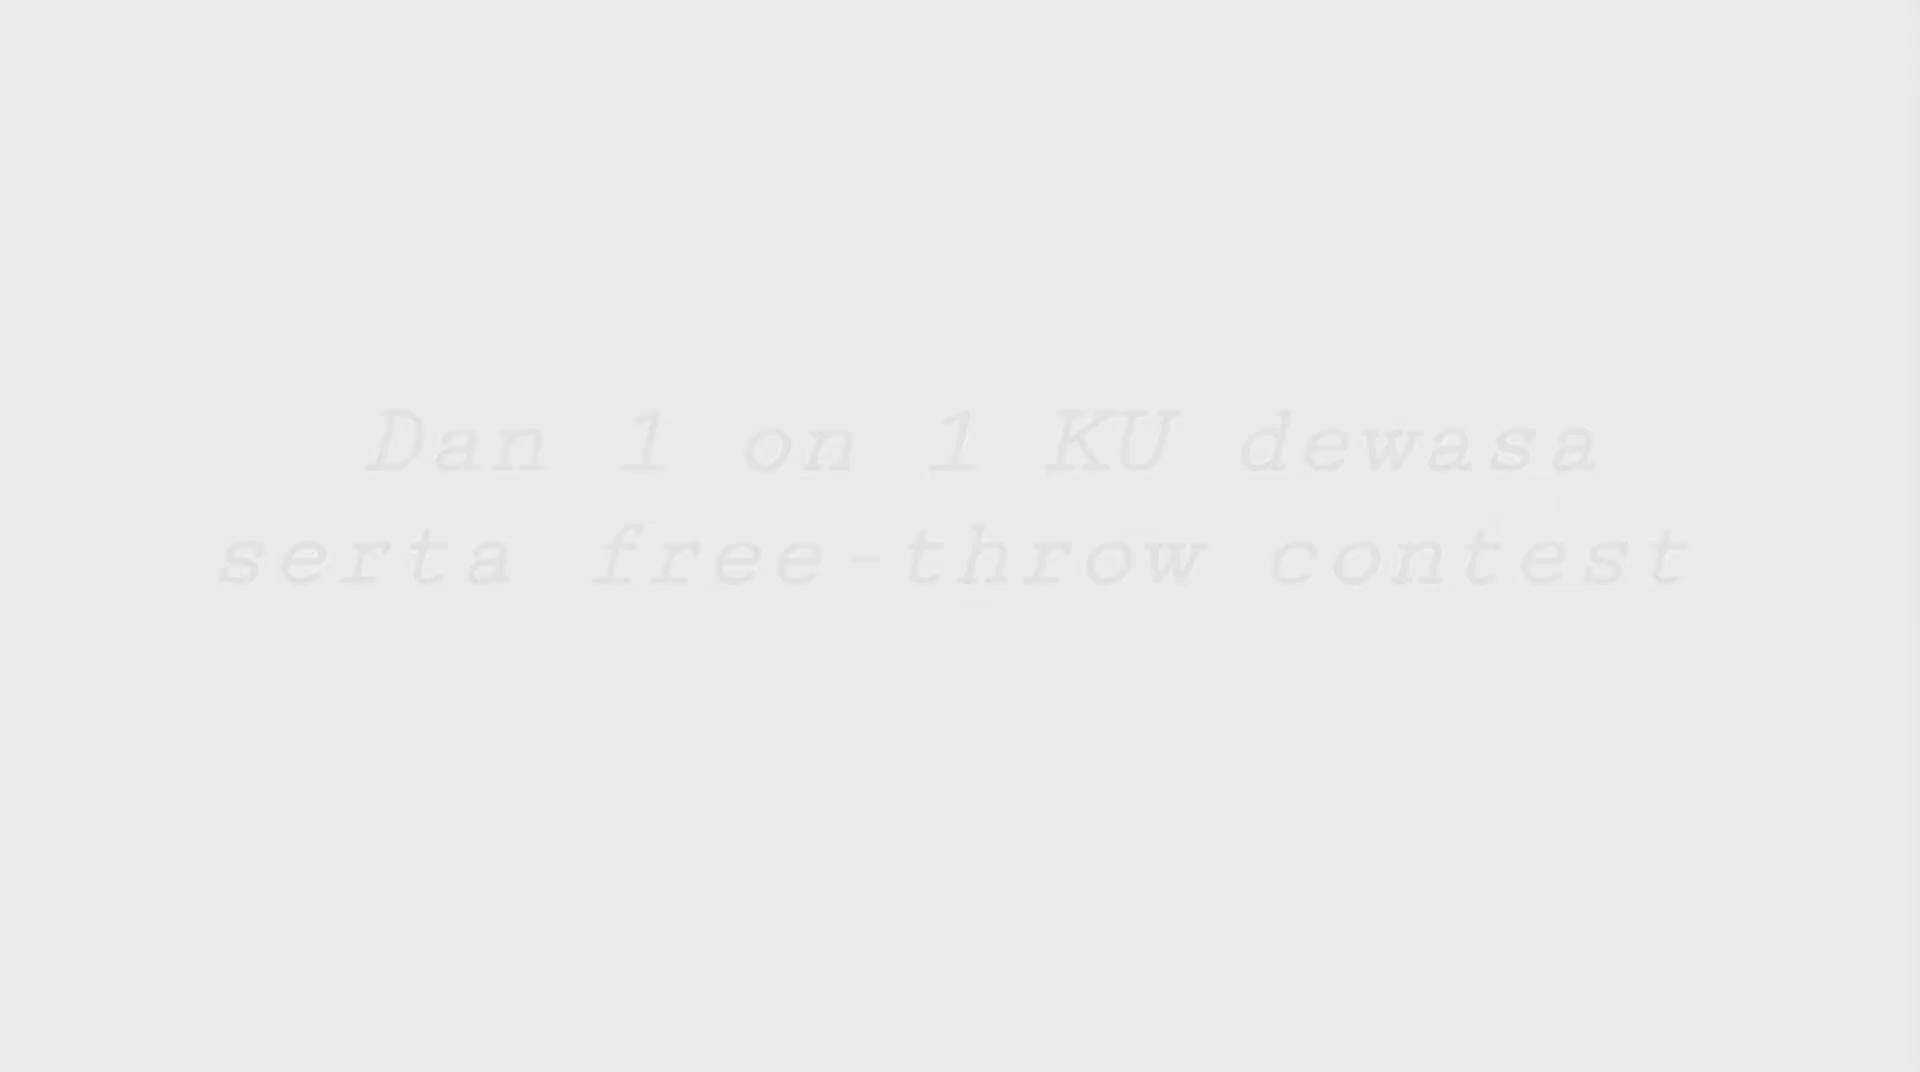 Dan 1 on 1 KU dewasa
serta free-throw contest